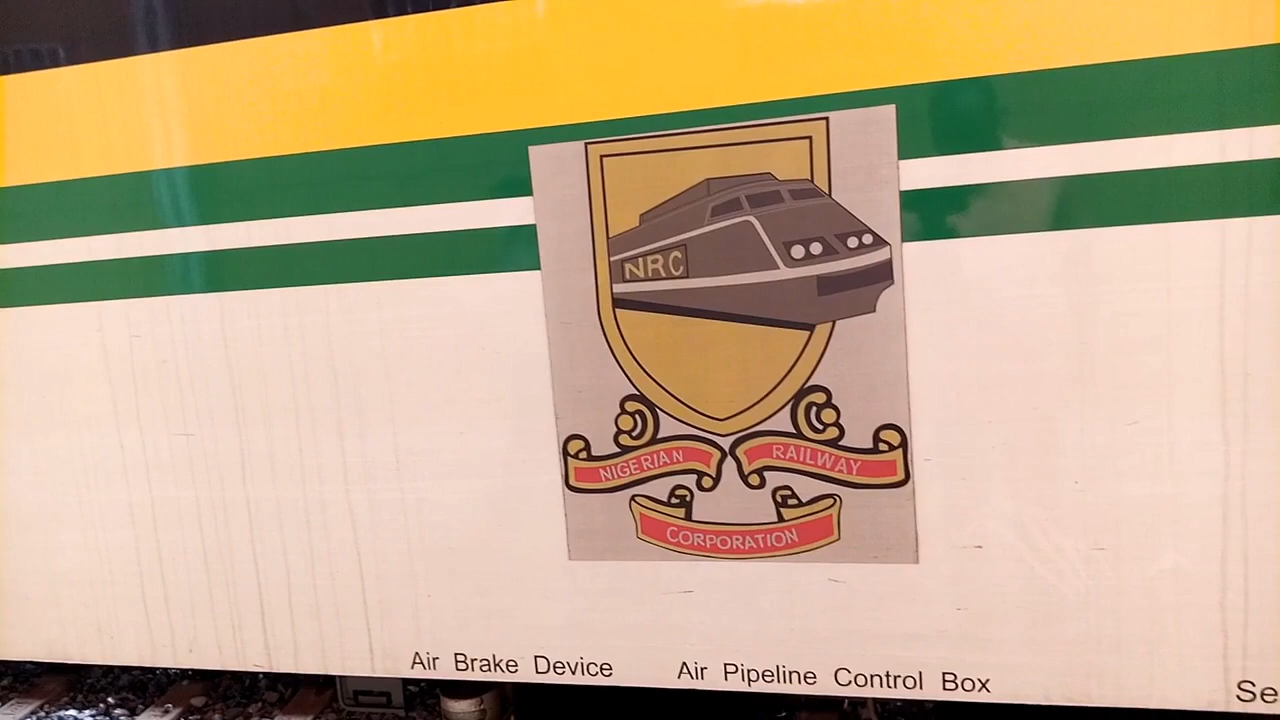 NRC
NIGERIAN RAILWAY
CORPORATION
Air Brake Device Air Pipeline Control Box